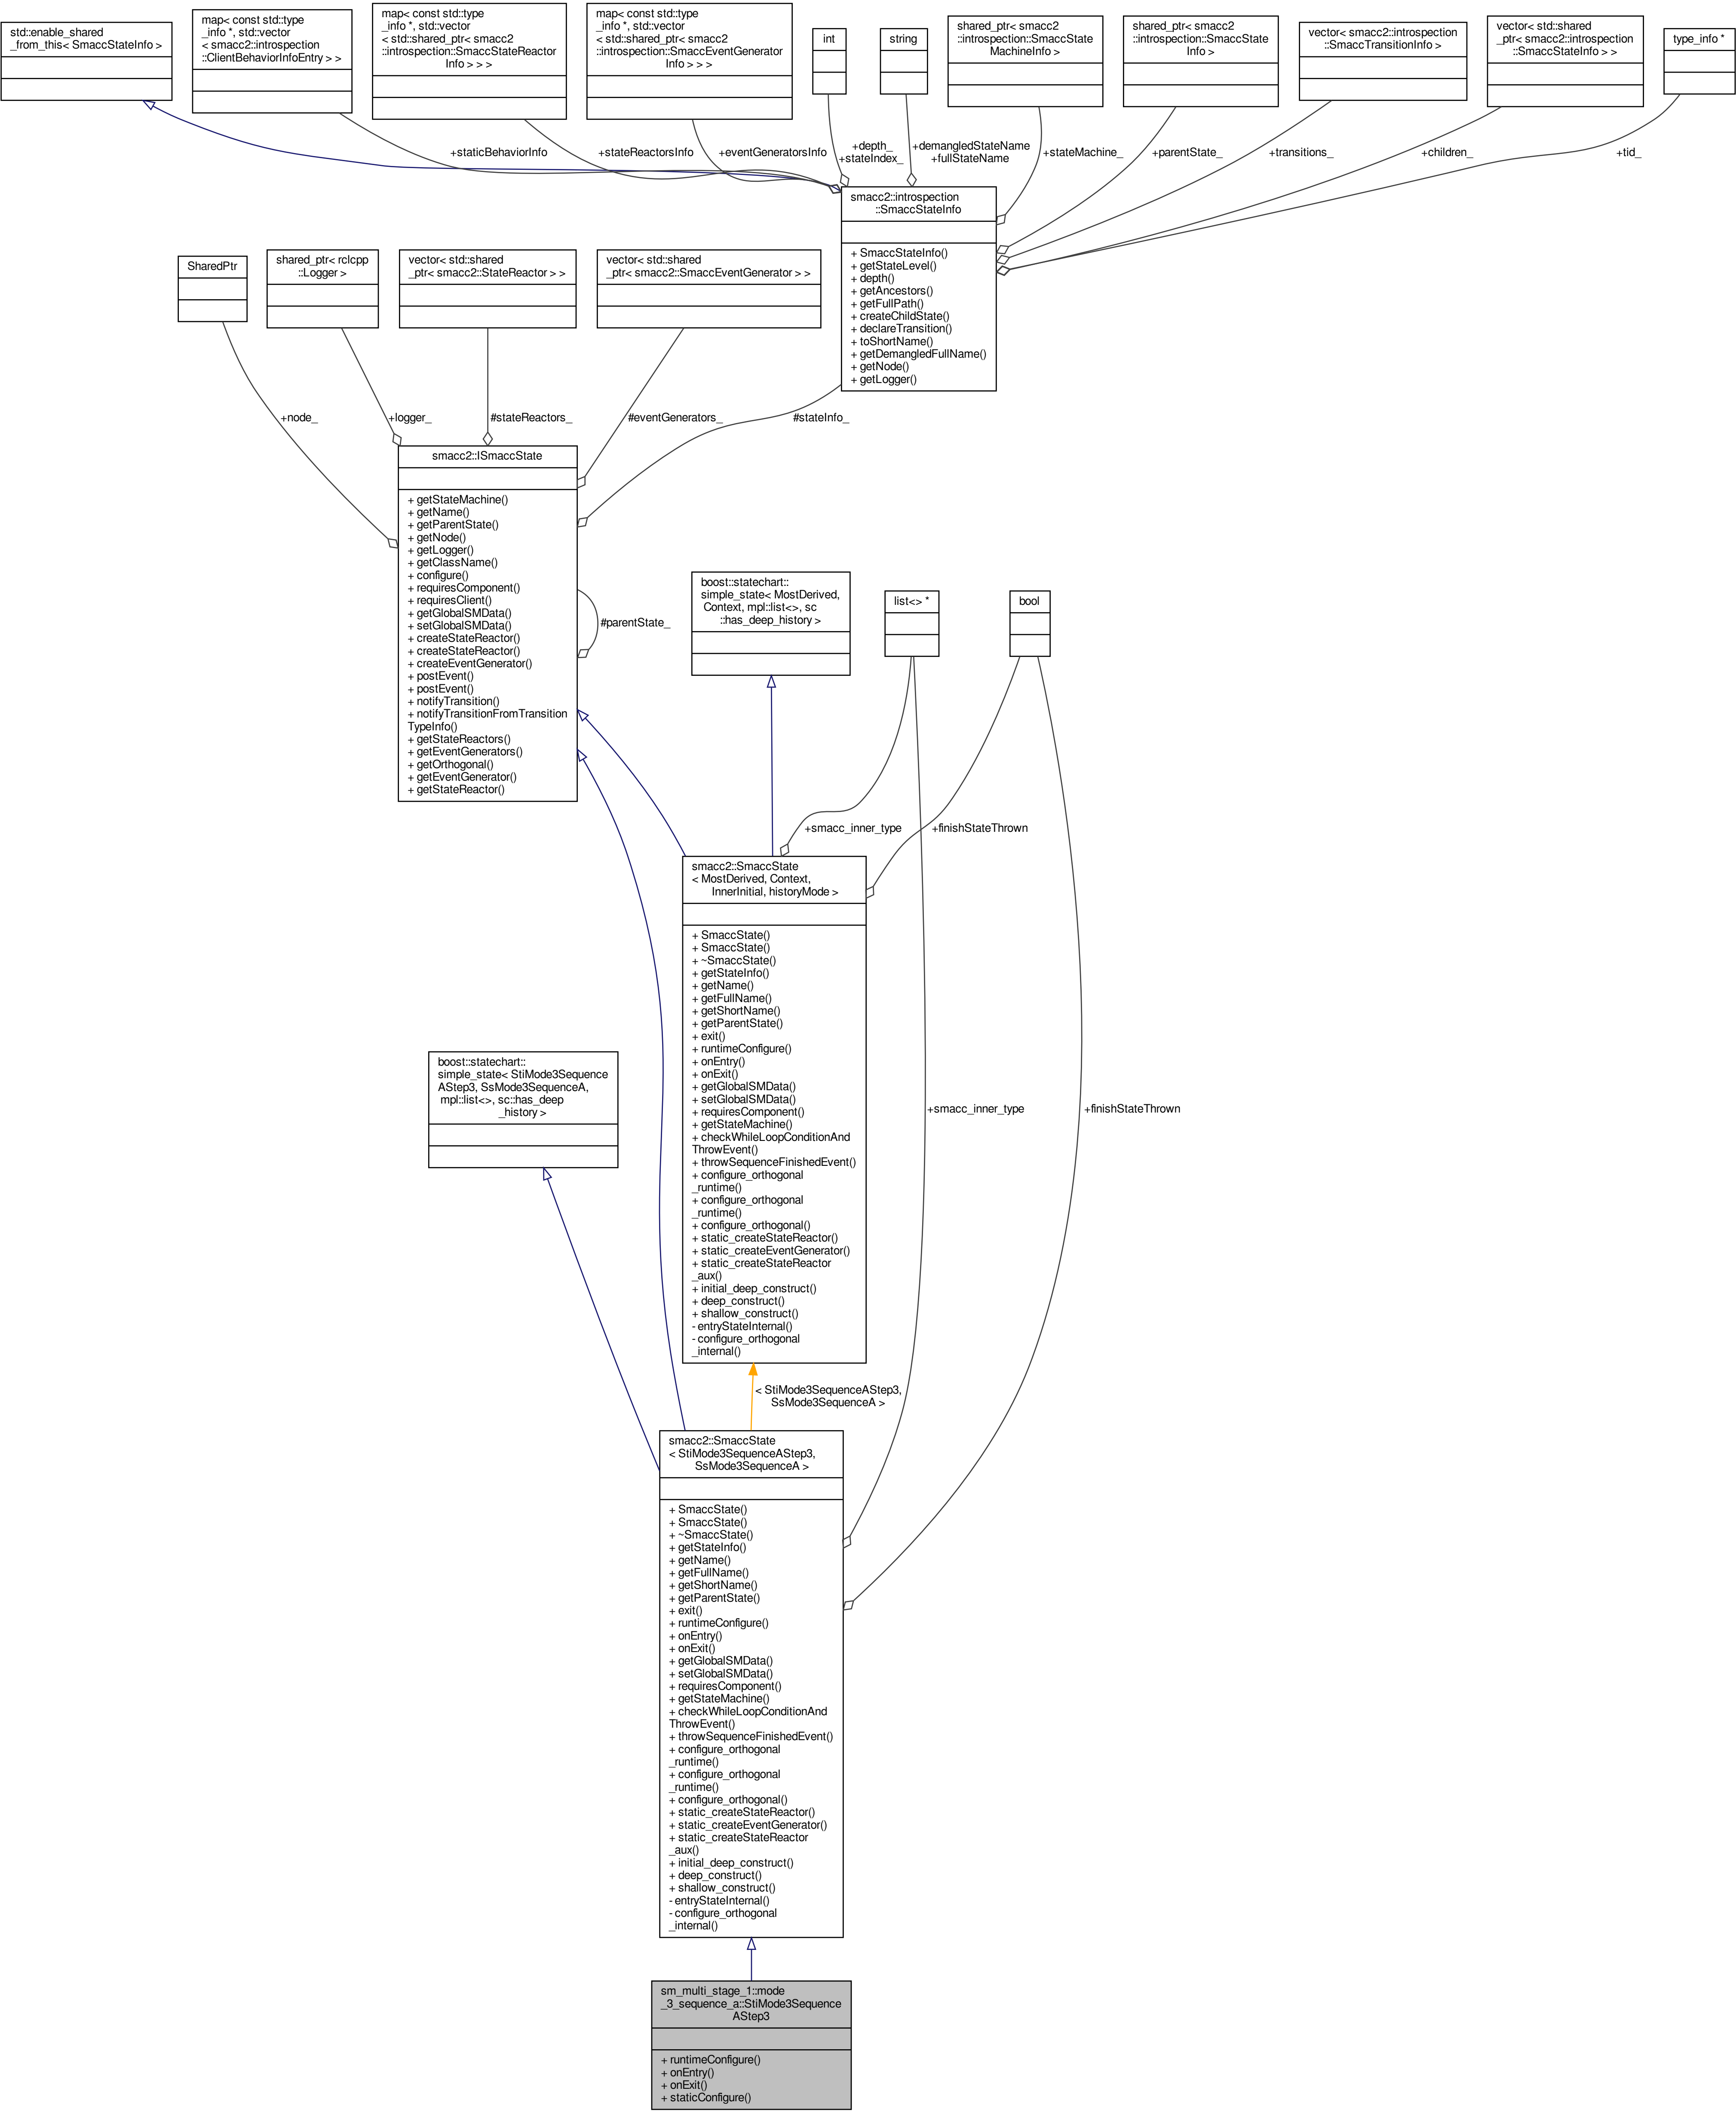 std::enable_shared
_from_this< SmaccStateInfo >
map< const std::type
_info *, std::vector
< smacc2::introspection
::ClientBehaviorInfoEntry > >
map< const std::type
_info *, std::vector
< std::shared_ptr< smacc2
::introspection::SmaccStateReactor
Info > > >
map< const std::type
_info *, std::vector
< std::shared_ptr< smacc2
::introspection::SmaccEventGenerator
Info > > >
int
string
shared_ptr< smacc2
::introspection::SmaccState
MachineInfo >
shared_ptr< smacc2
::introspection::SmaccState
Info >
vector< smacc2::introspection
::SmaccTransitionInfo >
vector< std::shared
_ptr< smacc2::introspection
::SmaccStateInfo > >
type_info *
+staticBehaviorInfo
+stateReactorsInfo
+eventGeneratorsInfo
+depth_
+stateIndex_
+demangledStateName
+fullStateName
+stateMachine_
+parentState_
+transitions_
+children_
+tid_
smacc2::introspection
::SmaccStateInfo
+ SmaccStateInfo()
+ getStateLevel()
+ depth()
+ getAncestors()
+ getFullPath()
+ createChildState()
+ declareTransition()
+ toShortName()
+ getDemangledFullName()
+ getNode()
+ getLogger()
SharedPtr
shared_ptr< rclcpp
::Logger >
vector< std::shared
_ptr< smacc2::StateReactor > >
vector< std::shared
_ptr< smacc2::SmaccEventGenerator > >
+node_
+logger_
#stateReactors_
#eventGenerators_
#stateInfo_
smacc2::ISmaccState
+ getStateMachine()
+ getName()
+ getParentState()
+ getNode()
+ getLogger()
+ getClassName()
+ configure()
+ requiresComponent()
+ requiresClient()
+ getGlobalSMData()
+ setGlobalSMData()
+ createStateReactor()
+ createStateReactor()
+ createEventGenerator()
+ postEvent()
+ postEvent()
+ notifyTransition()
+ notifyTransitionFromTransition
TypeInfo()
+ getStateReactors()
+ getEventGenerators()
+ getOrthogonal()
+ getEventGenerator()
+ getStateReactor()
#parentState_
boost::statechart::
simple_state< MostDerived,
Context, mpl::list<>, sc
::has_deep_history >
list<> *
bool
+smacc_inner_type
+finishStateThrown
smacc2::SmaccState
< MostDerived, Context,
InnerInitial, historyMode >
+ SmaccState()
+ SmaccState()
+ ~SmaccState()
+ getStateInfo()
+ getName()
+ getFullName()
+ getShortName()
+ getParentState()
+ exit()
+ runtimeConfigure()
+ onEntry()
+ onExit()
+ getGlobalSMData()
+ setGlobalSMData()
+ requiresComponent()
+ getStateMachine()
+ checkWhileLoopConditionAnd
ThrowEvent()
+ throwSequenceFinishedEvent()
+ configure_orthogonal
_runtime()
+ configure_orthogonal
_runtime()
+ configure_orthogonal()
+ static_createStateReactor()
+ static_createEventGenerator()
+ static_createStateReactor
_aux()
+ initial_deep_construct()
+ deep_construct()
+ shallow_construct()
- entryStateInternal()
- configure_orthogonal
_internal()
boost::statechart::
simple_state< StiMode3Sequence
AStep3, SsMode3SequenceA,
mpl::list<>, sc::has_deep
_history >
+smacc_inner_type
+finishStateThrown
< StiMode3SequenceAStep3,
SsMode3SequenceA >
smacc2::SmaccState
< StiMode3SequenceAStep3,
SsMode3SequenceA >
+ SmaccState()
+ SmaccState()
+ ~SmaccState()
+ getStateInfo()
+ getName()
+ getFullName()
+ getShortName()
+ getParentState()
+ exit()
+ runtimeConfigure()
+ onEntry()
+ onExit()
+ getGlobalSMData()
+ setGlobalSMData()
+ requiresComponent()
+ getStateMachine()
+ checkWhileLoopConditionAnd
ThrowEvent()
+ throwSequenceFinishedEvent()
+ configure_orthogonal
_runtime()
+ configure_orthogonal
_runtime()
+ configure_orthogonal()
+ static_createStateReactor()
+ static_createEventGenerator()
+ static_createStateReactor
_aux()
+ initial_deep_construct()
+ deep_construct()
+ shallow_construct()
- entryStateInternal()
- configure_orthogonal
_internal()
sm_multi_stage_1::mode
_3_sequence_a::StiMode3Sequence
AStep3
+ runtimeConfigure()
+ onEntry()
+ onExit()
+ staticConfigure()